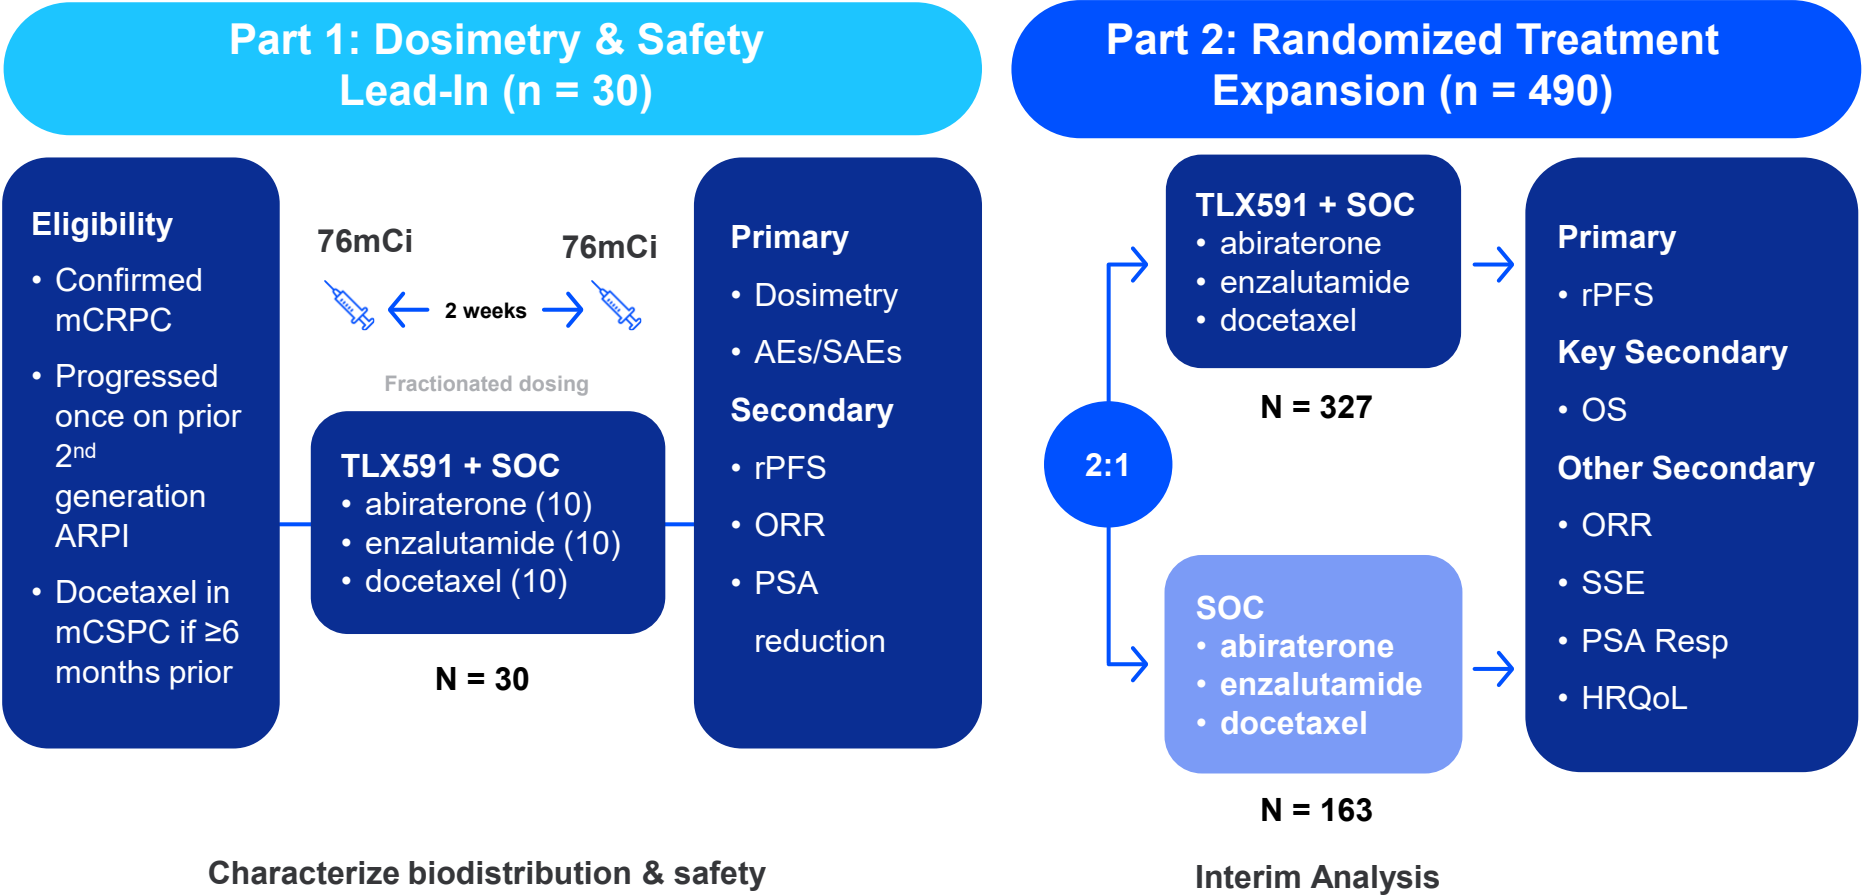 Part 1: Dosimetry & Safety
Lead-In (n = 30)
Eligibility
• Confirmed
mCRPC
• Progressed
once on prior
2nd
generation
ARPI
• Docetaxel in
mCSPC if ≥6
months prior
76mCi
76mCi
2 weeks
Fractionated dosing
TLX591 + SOC
• abiraterone (10)
• enzalutamide (10)
• docetaxel (10)
N = 30
Primary
• Dosimetry
• AEs/SAEs
Secondary
• rPFS
• ORR
• PSA
reduction
Characterize biodistribution & safety
Part 2: Randomized Treatment
Expansion (n = 490)
2:1
TLX591 + SOC
• abiraterone
• enzalutamide
• docetaxel
N = 327
SOC
• abiraterone
• enzalutamide
• docetaxel
N = 163
Primary
• rPFS
Key Secondary
• OS
Other Secondary
• ORR
• SSE
• PSA Resp
• HRQoL
Interim Analysis